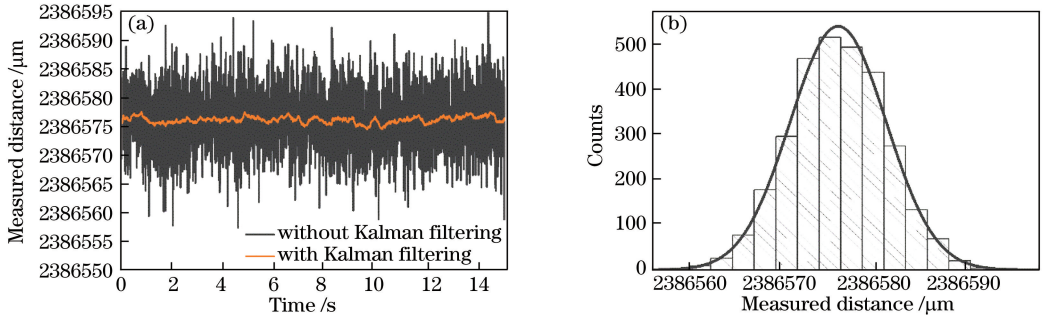 (a)
2386595
2386590
2386585
2386580
2386575
2386570
2386565
2386560
2386555
2386550
Measured distance /μm
without Kalman filtering
with Kalman filtering
0 2 4 6 8 10 12 14
Time /s
(b)
500
400
300
200
100
0
Counts
2386560 2386570 2386580 2386590
Measured distance /μm